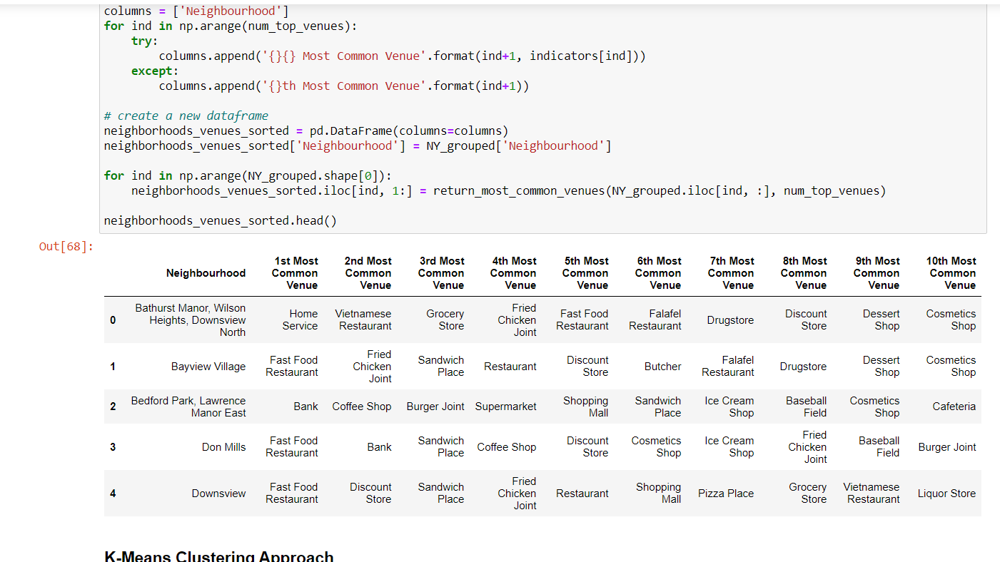 columns = ['Neighbourhood']
for ind in np.arange(num_top_venues):
    try:
        columns.append('{}{} Most Common Venue'.format(ind+1, indicators[ind]))
    except:
        columns.append('{}th Most Common Venue'.format(ind+1))
# create a new dataframe
neighborhoods_venues_sorted = pd.DataFrame(columns=columns)
neighborhoods_venues_sorted['Neighbourhood'] = NY_grouped['Neighbourhood']
for ind in np.arange(NY_grouped.shape[0]):
    neighborhoods_venues_sorted.iloc[ind, 1:] = return_most_common_venues(NY_grouped.iloc[ind, :], num_top_venues)
neighborhoods_venues_sorted.head()
Out[68]:
Neighbourhood 1st Most Common Venue 2nd Most Common Venue 3rd Most Common Venue 4th Most Common Venue 5th Most Common Venue 6th Most Common Venue 7th Most Common Venue 8th Most Common Venue 9th Most Common Venue 10th Most Common Venue
0 Bathurst Manor, Wilson Heights, Downsview North Home Service Vietnamese Restaurant Grocery Store Fried Chicken Joint Fast Food Restaurant Falafel Restaurant Drugstore Discount Store Dessert Shop Cosmetics Shop
1 Bayview Village Fast Food Restaurant Fried Chicken Joint Sandwich Place Restaurant Discount Store Butcher Falafel Restaurant Drugstore Dessert Shop Cosmetics Shop
2 Bedford Park, Lawrence Manor East Bank Coffee Shop Burger Joint Supermarket Shopping Mall Sandwich Place Ice Cream Shop Baseball Field Cosmetics Shop Cafeteria
3 Don Mills Fast Food Restaurant Bank Sandwich Place Coffee Shop Discount Store Cosmetics Shop Ice Cream Shop Fried Chicken Joint Baseball Field Burger Joint
4 Downsview Fast Food Restaurant Discount Store Sandwich Place Fried Chicken Joint Restaurant Shopping Mall Pizza Place Grocery Store Vietnamese Restaurant Liquor Store
K-Means Clustering Approach